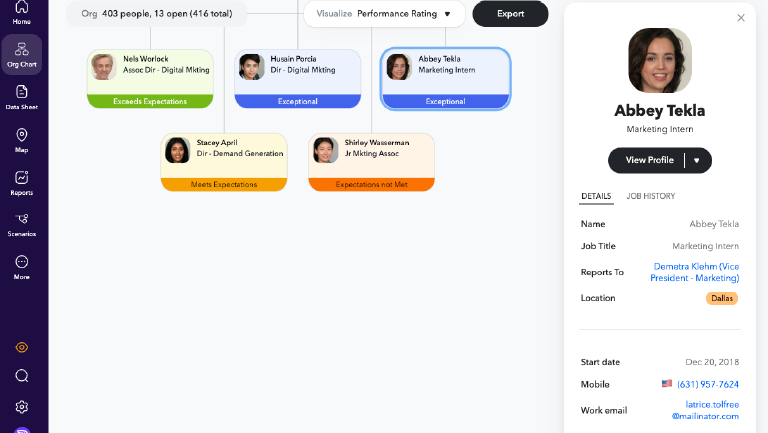 Home
Org Chart
Data Sheet
Map
Reports
Scenarios
More
Org 403 people, 13 open (416 total)
Visualize Performance Rating
Export
Nels Worlock
Assoc Dir - Digital Mkting
Exceeds Expectations
Husain Porcia
Dir - Digital Mkting
Exceptional
Abbey Tekla
Marketing Intern
Exceptional
Stacey April
Dir - Demand Generation
Meets Expectations
Shirley Wasserman
Jr Mkting Assoc
Expectations not Met
Abbey Tekla
Marketing Intern
View Profile
DETAILS JOB HISTORY
Name Abbey Tekla
Job Title Marketing Intern
Reports To Demetra Klehm (Vice
President - Marketing)
Location Dallas
Start date Dec 20, 2018
Mobile (631) 957-7624
Work email latrice.tolfree
@mailinator.com